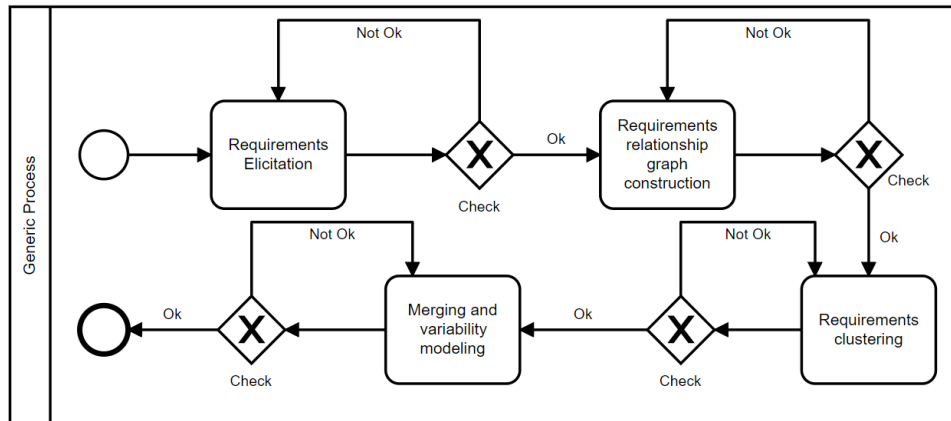 Generic Process
Not Ok
Not Ok
Requirements
Elicitation
Check
Ok
Requirements
relationship
graph
construction
Check
Ok
Not Ok
Not Ok
Ok
Check
Merging and
variability
modeling
Ok
Check
Requirements
clustering